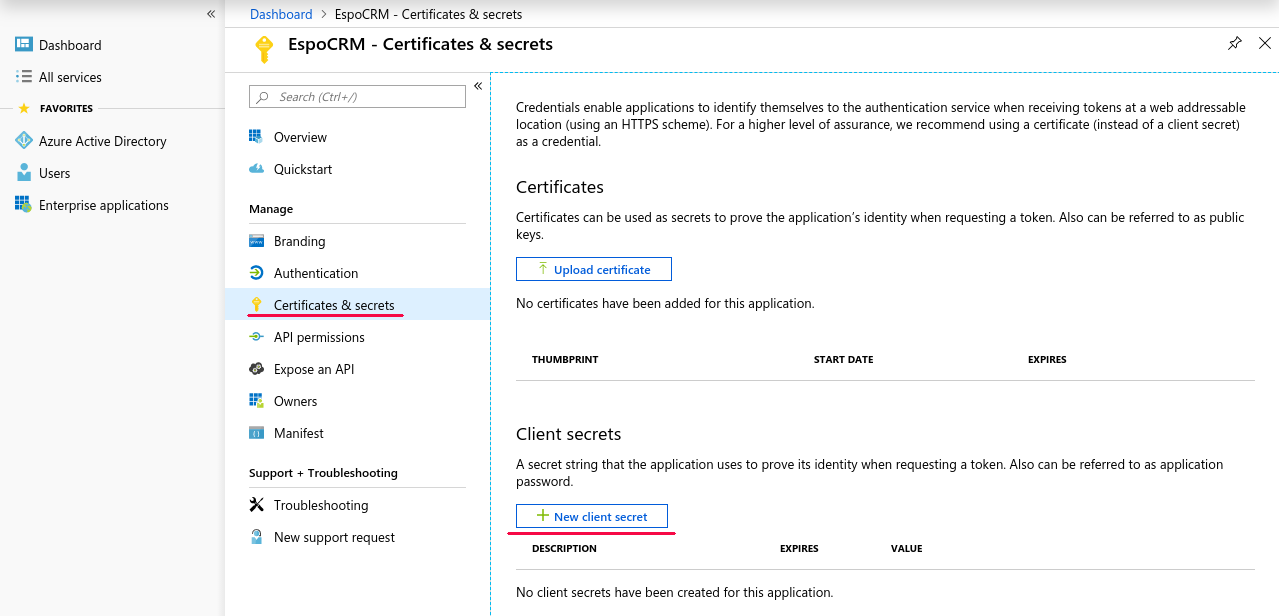 Dashboard > EspoCRM - Certificates & secrets
EspoCRM - Certificates & secrets
Dashboard
All services
FAVORITES
Azure Active Directory
Users
Enterprise applications
Search (Ctrl+/)
Overview
Quickstart
Manage
Branding
Authentication
Certificates & secrets
API permissions
Expose an API
Owners
Manifest
Support + Troubleshooting
Troubleshooting
New support request
Credentials enable applications to identify themselves to the authentication service when receiving tokens at a web addressable
location (using an HTTPS scheme). For a higher level of assurance, we recommend using a certificate (instead of a client secret)
as a credential.
Certificates
Certificates can be used as secrets to prove the application's identity when requesting a token. Also can be referred to as public
keys.
Upload certificate
No certificates have been added for this application.
THUMBPRINT START DATE EXPIRES
Client secrets
A secret string that the application uses to prove its identity when requesting a token. Also can be referred to as application
password.
New client secret
DESCRIPTION EXPIRES VALUE
No client secrets have been created for this application.